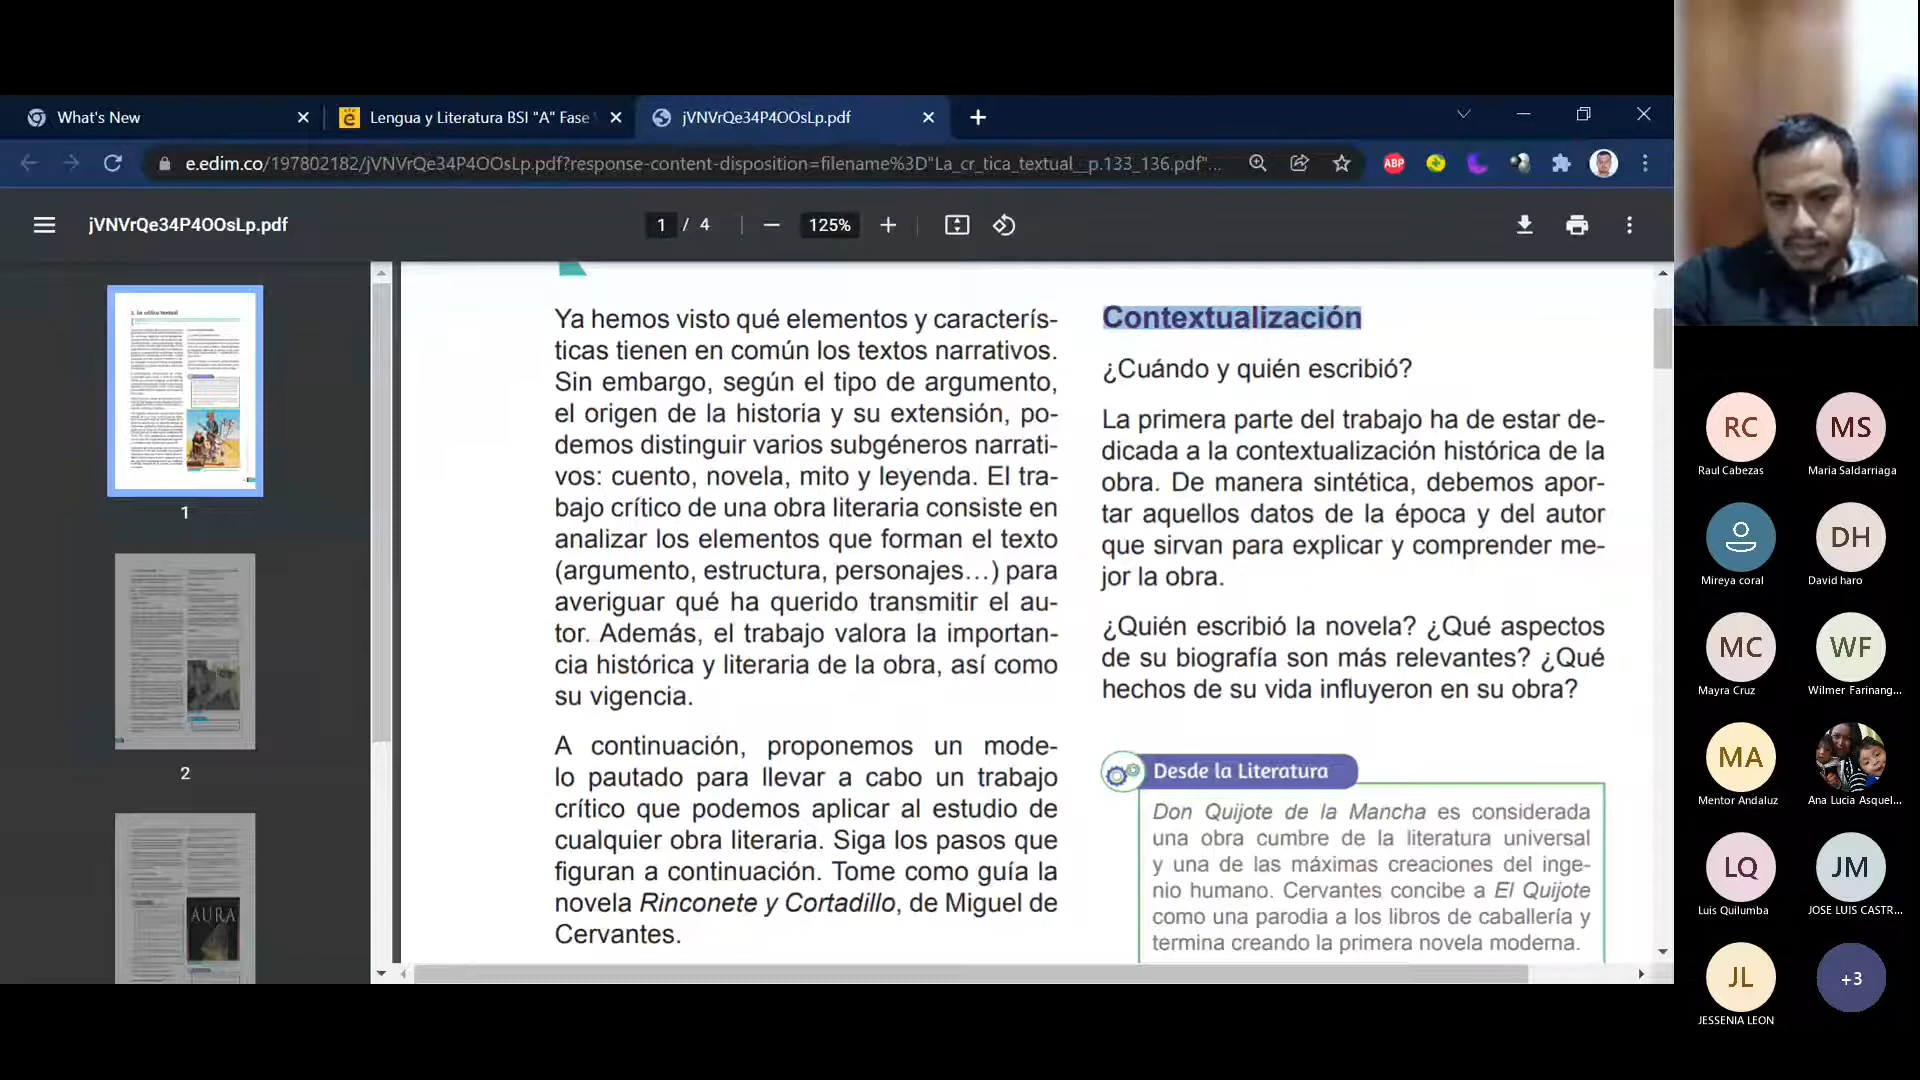 What's New
Lengua y Literatura BSI "A" Fase
jVNVrQe34P4OOsLp.pdf
e.edim.co/197802182/jVNVrQe34P4OOsLp.pdf?response-content-disposition=filename%3D"La_cr_tica_textual__p.133_136.pdf"...
ABP
jVNVrQe34P4OOsLp.pdf
1 / 4
125%
1
2
AURA
Ya hemos visto qué elementos y caracterís-
ticas tienen en común los textos narrativos.
Sin embargo, según el tipo de argumento,
el origen de la historia y su extensión, po-
demos distinguir varios subgéneros narrati-
vos: cuento, novela, mito y leyenda. El tra-
bajo crítico de una obra literaria consiste en
analizar los elementos que forman el texto
(argumento, estructura, personajes…) para
averiguar qué ha querido transmitir el au-
tor. Además, el trabajo valora la importan-
cia histórica y literaria de la obra, así como
su vigencia.
A continuación, proponemos un mode-
lo pautado para llevar a cabo un trabajo
crítico que podemos aplicar al estudio de
cualquier obra literaria. Siga los pasos que
figuran a continuación. Tome como guía la
novela Rinconete y Cortadillo, de Miguel de
Cervantes.
Contextualización
¿Cuándo y quién escribió?
La primera parte del trabajo ha de estar de-
dicada a la contextualización histórica de la
obra. De manera sintética, debemos apor-
tar aquellos datos de la época y del autor
que sirvan para explicar y comprender me-
jor la obra.
¿Quién escribió la novela? ¿Qué aspectos
de su biografía son más relevantes? ¿Qué
hechos de su vida influyeron en su obra?
Desde la Literatura
Don Quijote de la Mancha es considerada
una obra cumbre de la literatura universal
y una de las máximas creaciones del inge-
nio humano. Cervantes concibe a El Quijote
como una parodia a los libros de caballería y
termina creando la primera novela moderna.
RC MS
Raul Cabezas Maria Saldarriaga
DH
Mireya coral David haro
MC WF
Mayra Cruz Wilmer Farinang...
MA
Mentor Andaluz Ana Lucia Asquel...
LQ JM
Luis Quilumba JOSE LUIS CASTR...
JL +3
JESSENIA LEON